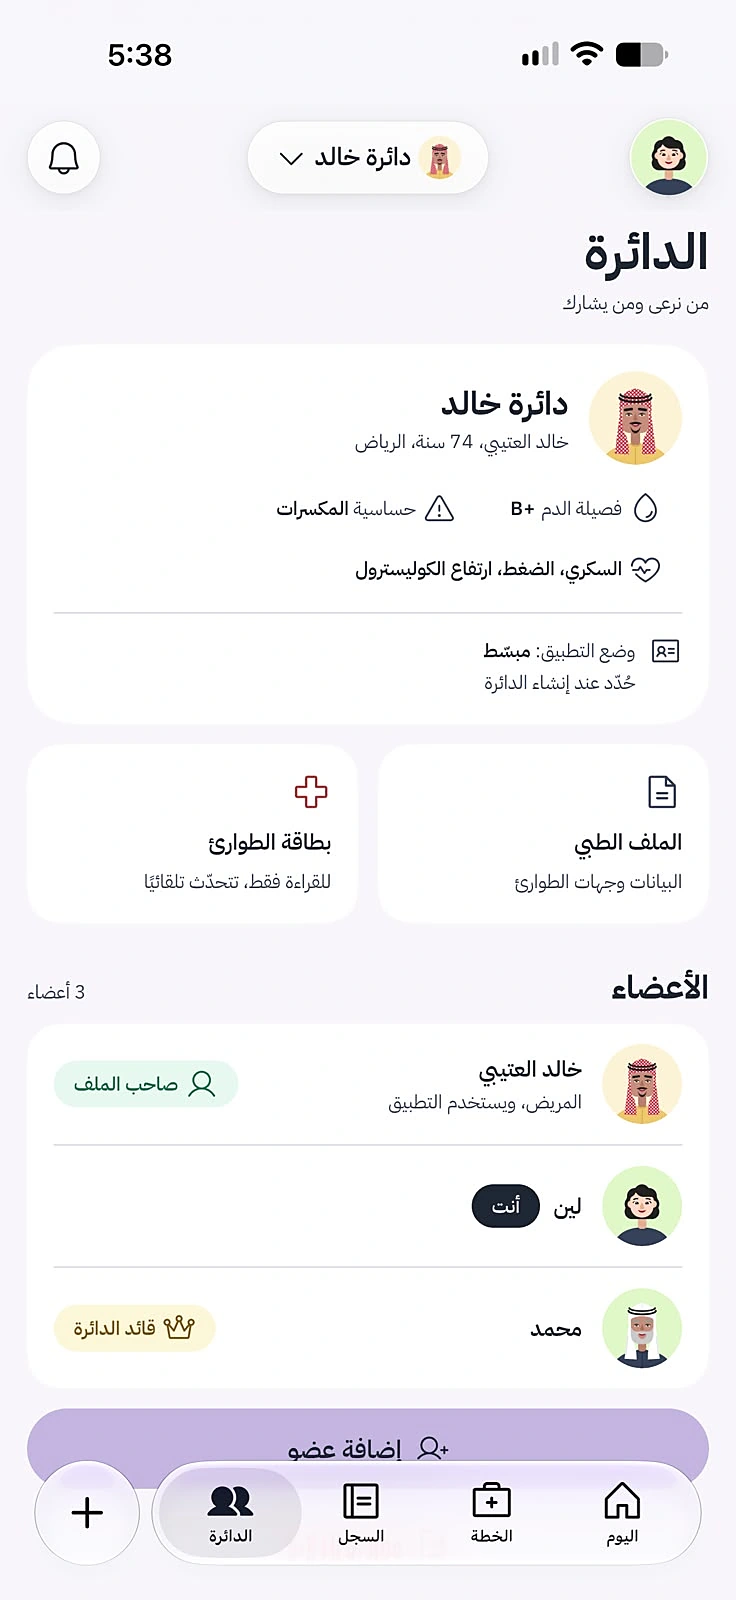 5:38
دائرة خالد
الدائرة
من نرعى ومن يشارك
دائرة خالد
خالد العتيبي، 74 سنة، الرياض
فصيلة الدم B+
حساسية المكسرات
السكري، الضغط، ارتفاع الكوليسترول
وضع التطبيق: مبسّط
حُدّد عند إنشاء الدائرة
الملف الطبي
البيانات وجهات الطوارئ
بطاقة الطوارئ
للقراءة فقط، تتحدّث تلقائيًا
الأعضاء
3 أعضاء
خالد العتيبي
المريض، ويستخدم التطبيق
صاحب الملف
لين
أنت
محمد
قائد الدائرة
إضافة عضو
اليوم
الخطة
السجل
الدائرة